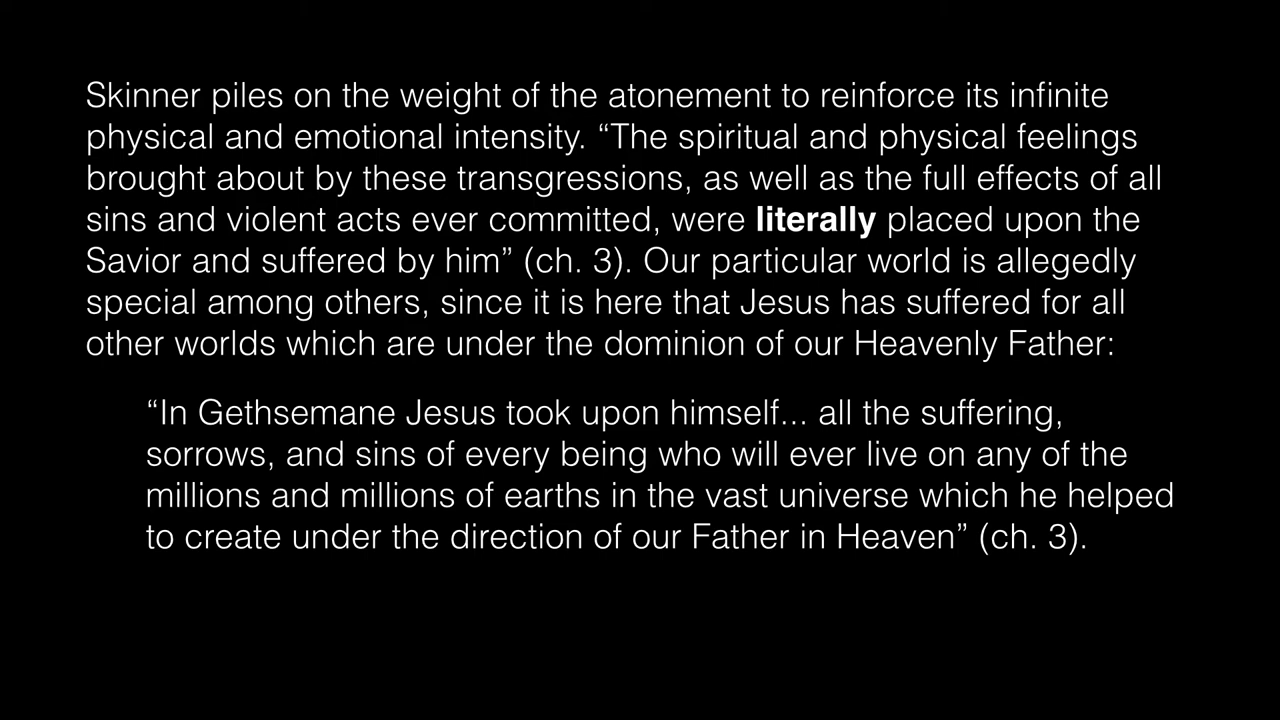 Skinner piles on the weight of the atonement to reinforce its infinite
physical and emotional intensity. “The spiritual and physical feelings
brought about by these transgressions, as well as the full effects of all
sins and violent acts ever committed, were literally placed upon the
Savior and suffered by him” (ch. 3). Our particular world is allegedly
special among others, since it is here that Jesus has suffered for all
other worlds which are under the dominion of our Heavenly Father:
“In Gethsemane Jesus took upon himself... all the suffering,
sorrows, and sins of every being who will ever live on any of the
millions and millions of earths in the vast universe which he helped
to create under the direction of our Father in Heaven” (ch. 3).